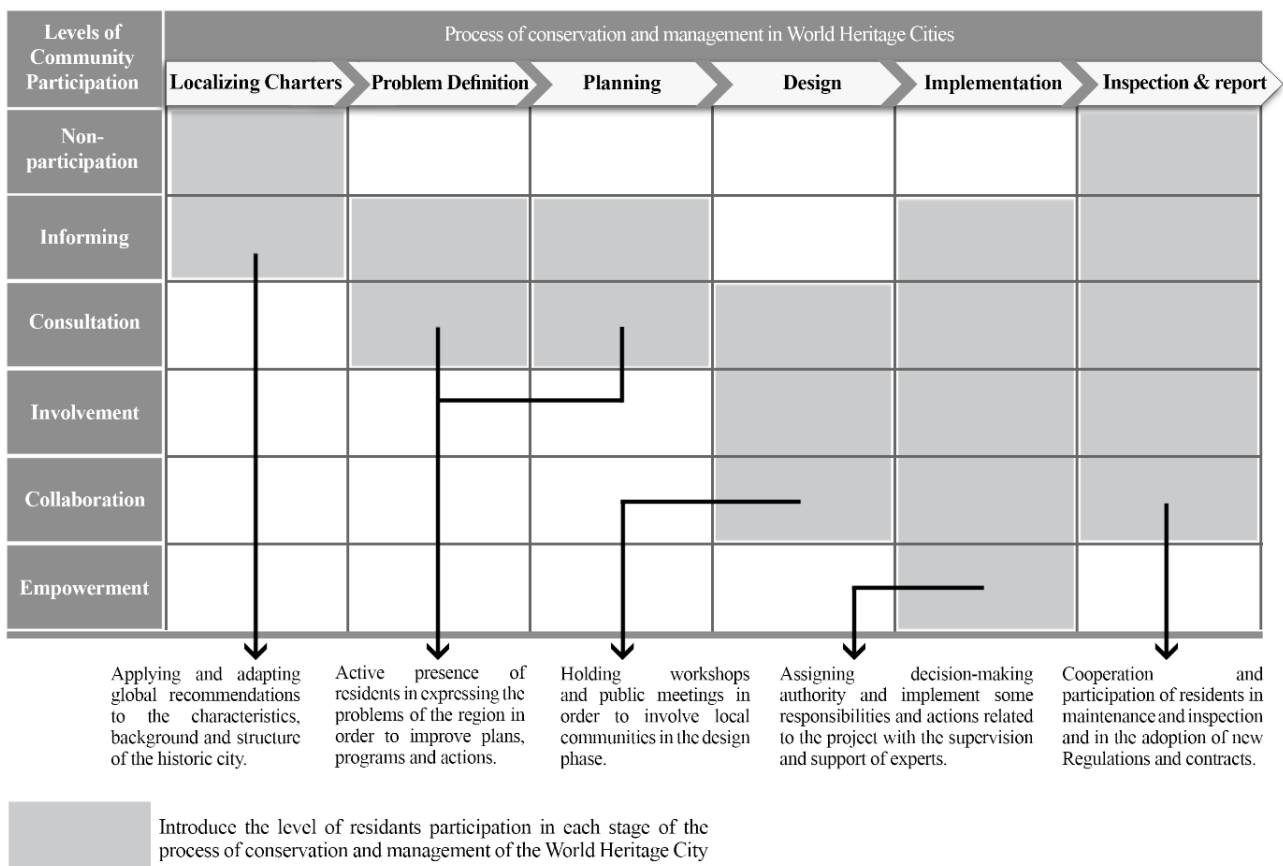 Levels of
Community
Participation
Process of conservation and management in World Heritage Cities
Localizing Charters
Problem Definition
Planning
Design
Implementation
Inspection & report
Non-
participation
Informing
Consultation
Involvement
Collaboration
Empowerment
Applying and adapting
global recommendations
to the characteristics,
background and structure
of the historic city.
Active presence of
residents in expressing the
problems of the region in
order to improve plans,
programs and actions.
Holding workshops
and public meetings in
order to involve local
communities in the design
phase.
Assigning decision-making
authority and implement some
responsibilities and actions related
to the project with the supervision
and support of experts.
Cooperation and
participation of residents in
maintenance and inspection
and in the adoption of new
Regulations and contracts.
Introduce the level of residants participation in each stage of the
process of conservation and management of the World Heritage City